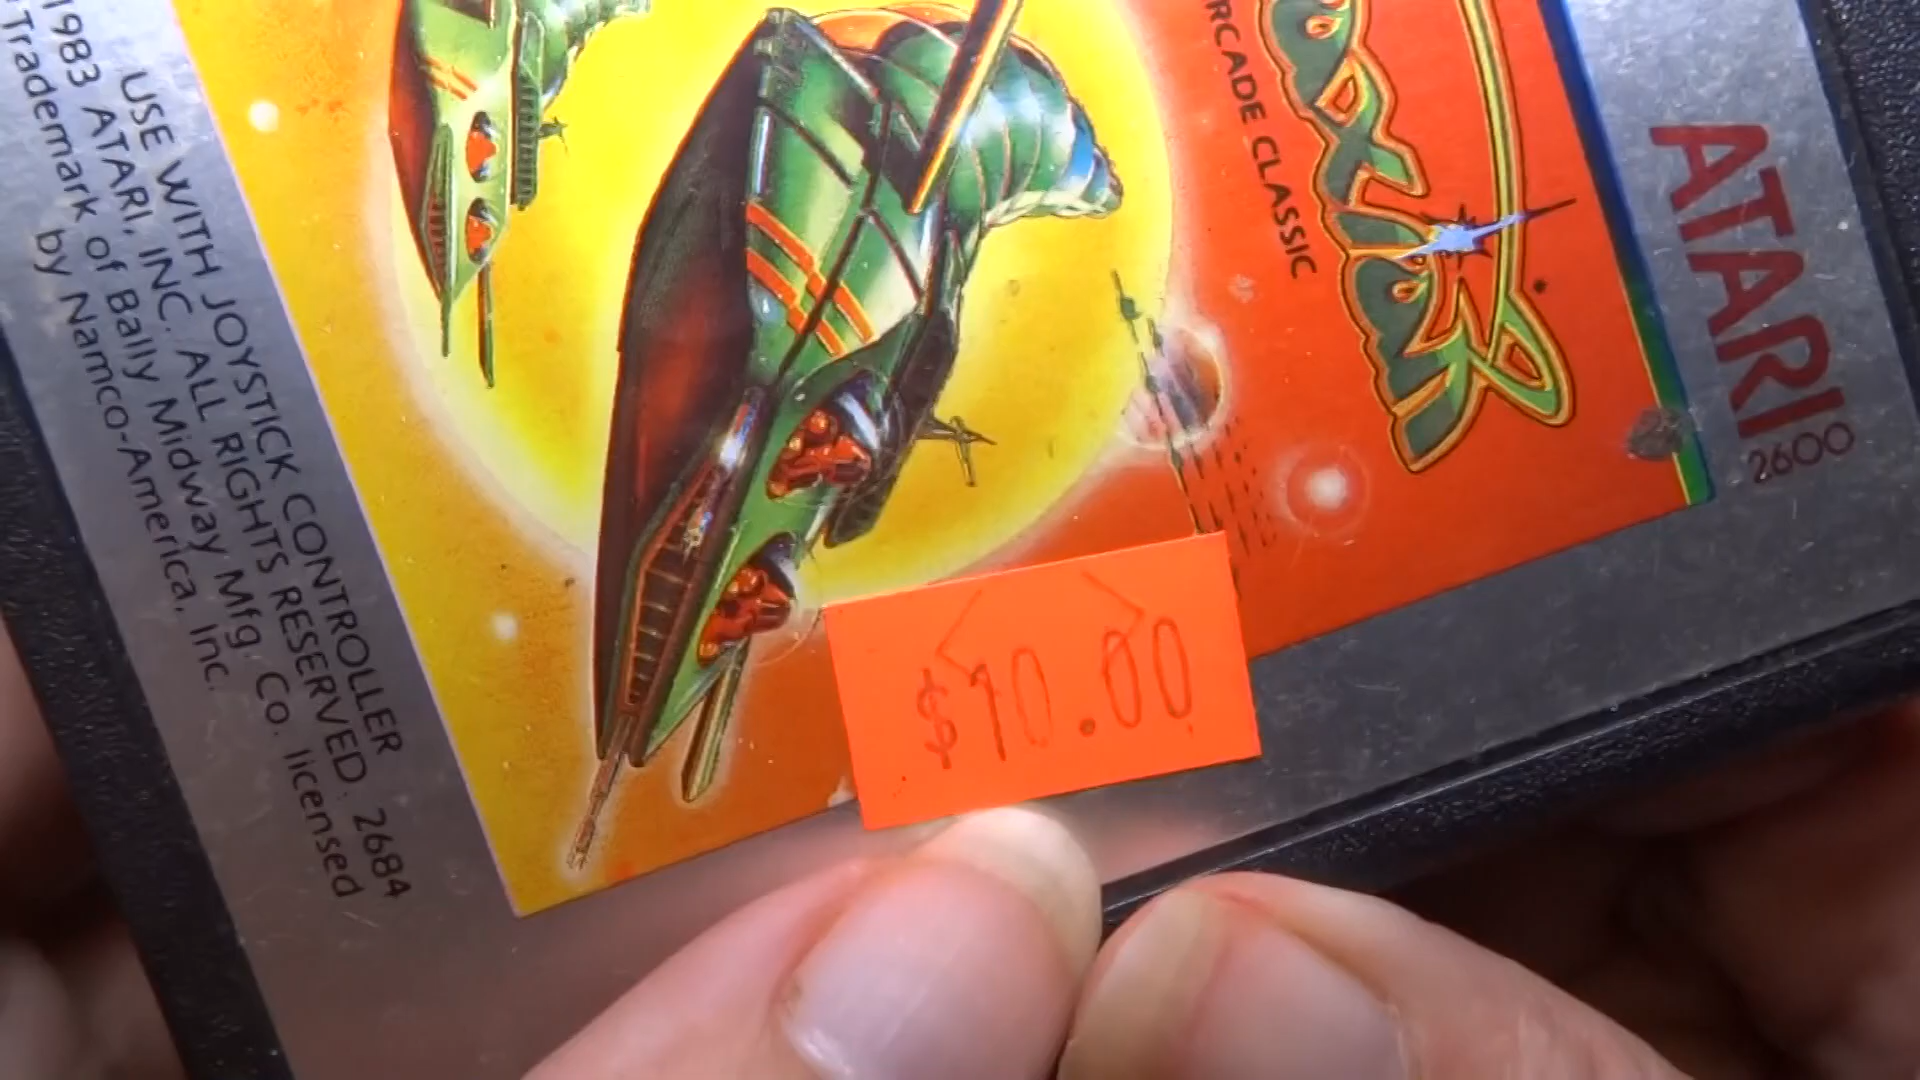 ARCADE CLASSIC
ATARI
2600
$10.00
USE WITH JOYSTICK CONTROLLER
1983 ATARI, INC. ALL RIGHTS RESERVED. 2684
Trademark of Bally Midway Mfg. Co. licensed
by Namco-America, Inc.